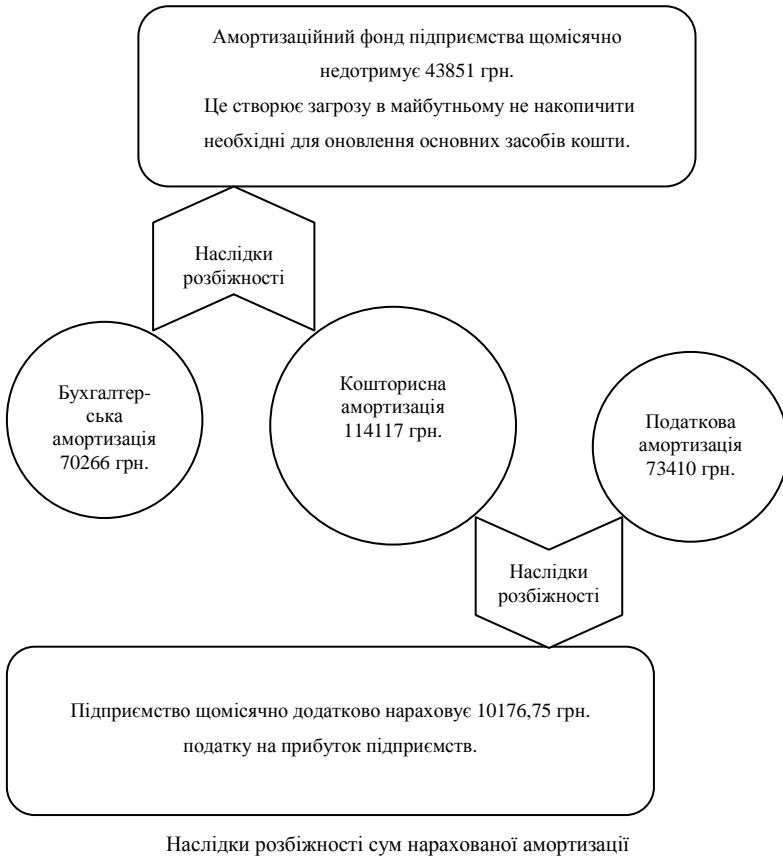 Амортизаційний фонд підприємства щомісячно
недотримує 43851 грн.
Це створює загрозу в майбутньому не накопичити
необхідні для оновлення основних засобів кошти.
Наслідки
розбіжності
Бухгалтер-
ська
амортизація
70266 грн.
Кошторисна
амортизація
114117 грн.
Податкова
амортизація
73410 грн.
Наслідки
розбіжності
Підприємство щомісячно додатково нараховує 10176,75 грн.
податку на прибуток підприємств.
Наслідки розбіжності сум нарахованої амортизації